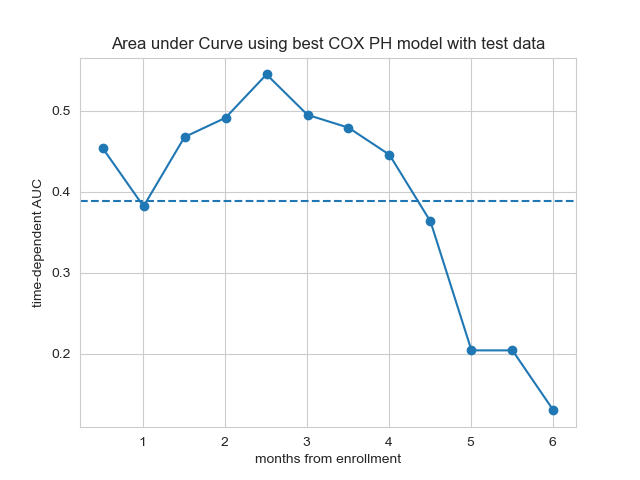 Area under Curve using best COX PH model with test data
time-dependent AUC
0.5
0.4
0.3
0.2
1 2 3 4 5 6
months from enrollment